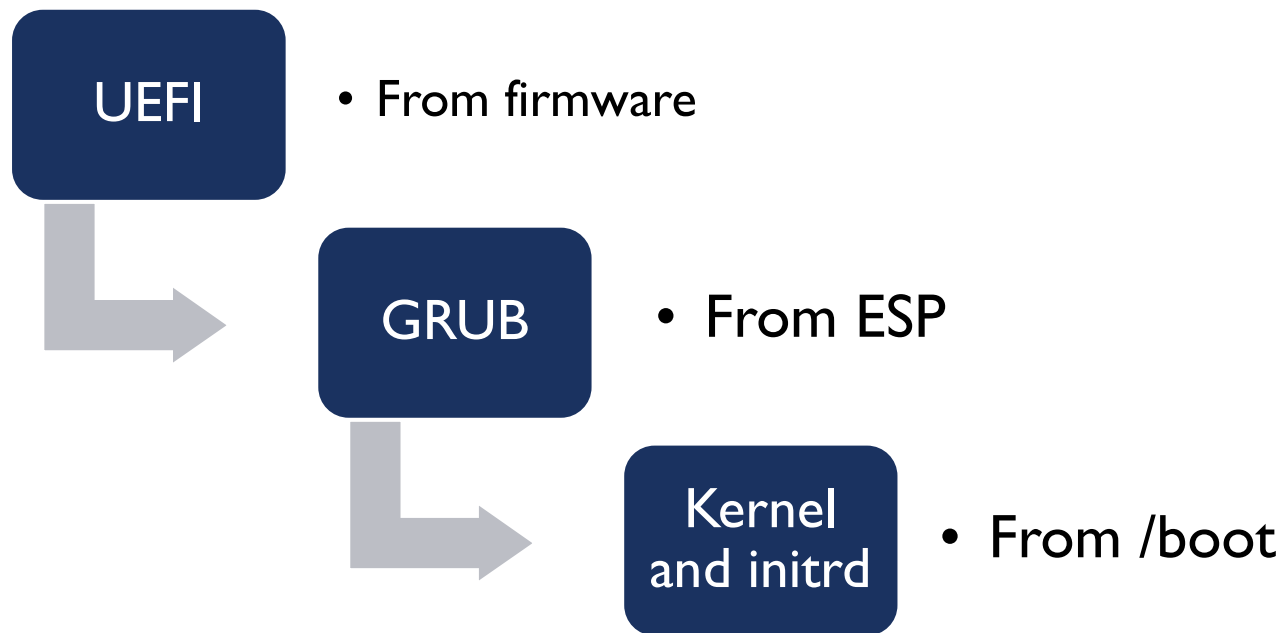 UEFI
• From firmware
GRUB
• From ESP
Kernel
and initrd
• From /boot